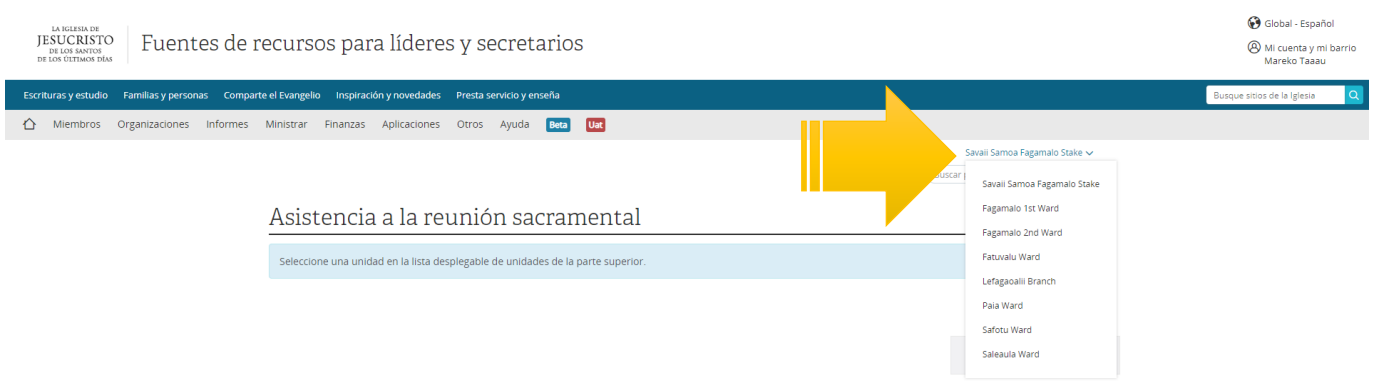 LA IGLESIA DE
JESUCRISTO
DE LOS SANTOS
DE LOS ÚLTIMOS DÍAS
Fuentes de recursos para líderes y secretarios
Global - Español
Mi cuenta y mi barrio
Mareko Taaau
Escrituras y estudio Familias y personas Comparte el Evangelio Inspiración y novedades Presta servicio y enseña Busque sitios de la Iglesia
Miembros Organizaciones Informes Ministrar Finanzas Aplicaciones Otros Ayuda Beta Uat
Savaii Samoa Fagamalo Stake
Savaii Samoa Fagamalo Stake
Fagamalo 1st Ward
Fagamalo 2nd Ward
Fatuvalu Ward
Lefagaoalii Branch
Paia Ward
Safotu Ward
Saleaula Ward
Asistencia a la reunión sacramental
Seleccione una unidad en la lista desplegable de unidades de la parte superior.